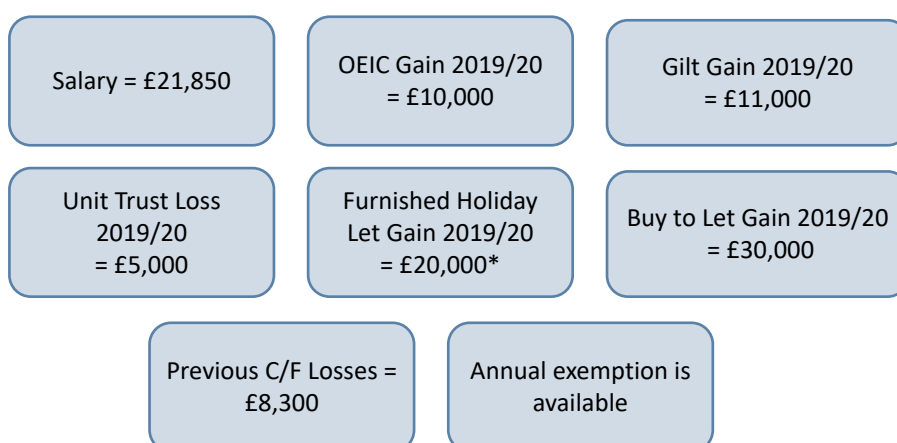 Salary = £21,850
OEIC Gain 2019/20
= £10,000
Gilt Gain 2019/20
= £11,000
Unit Trust Loss
2019/20
= £5,000
Furnished Holiday
Let Gain 2019/20
= £20,000*
Buy to Let Gain 2019/20
= £30,000
Previous C/F Losses =
£8,300
Annual exemption is
available